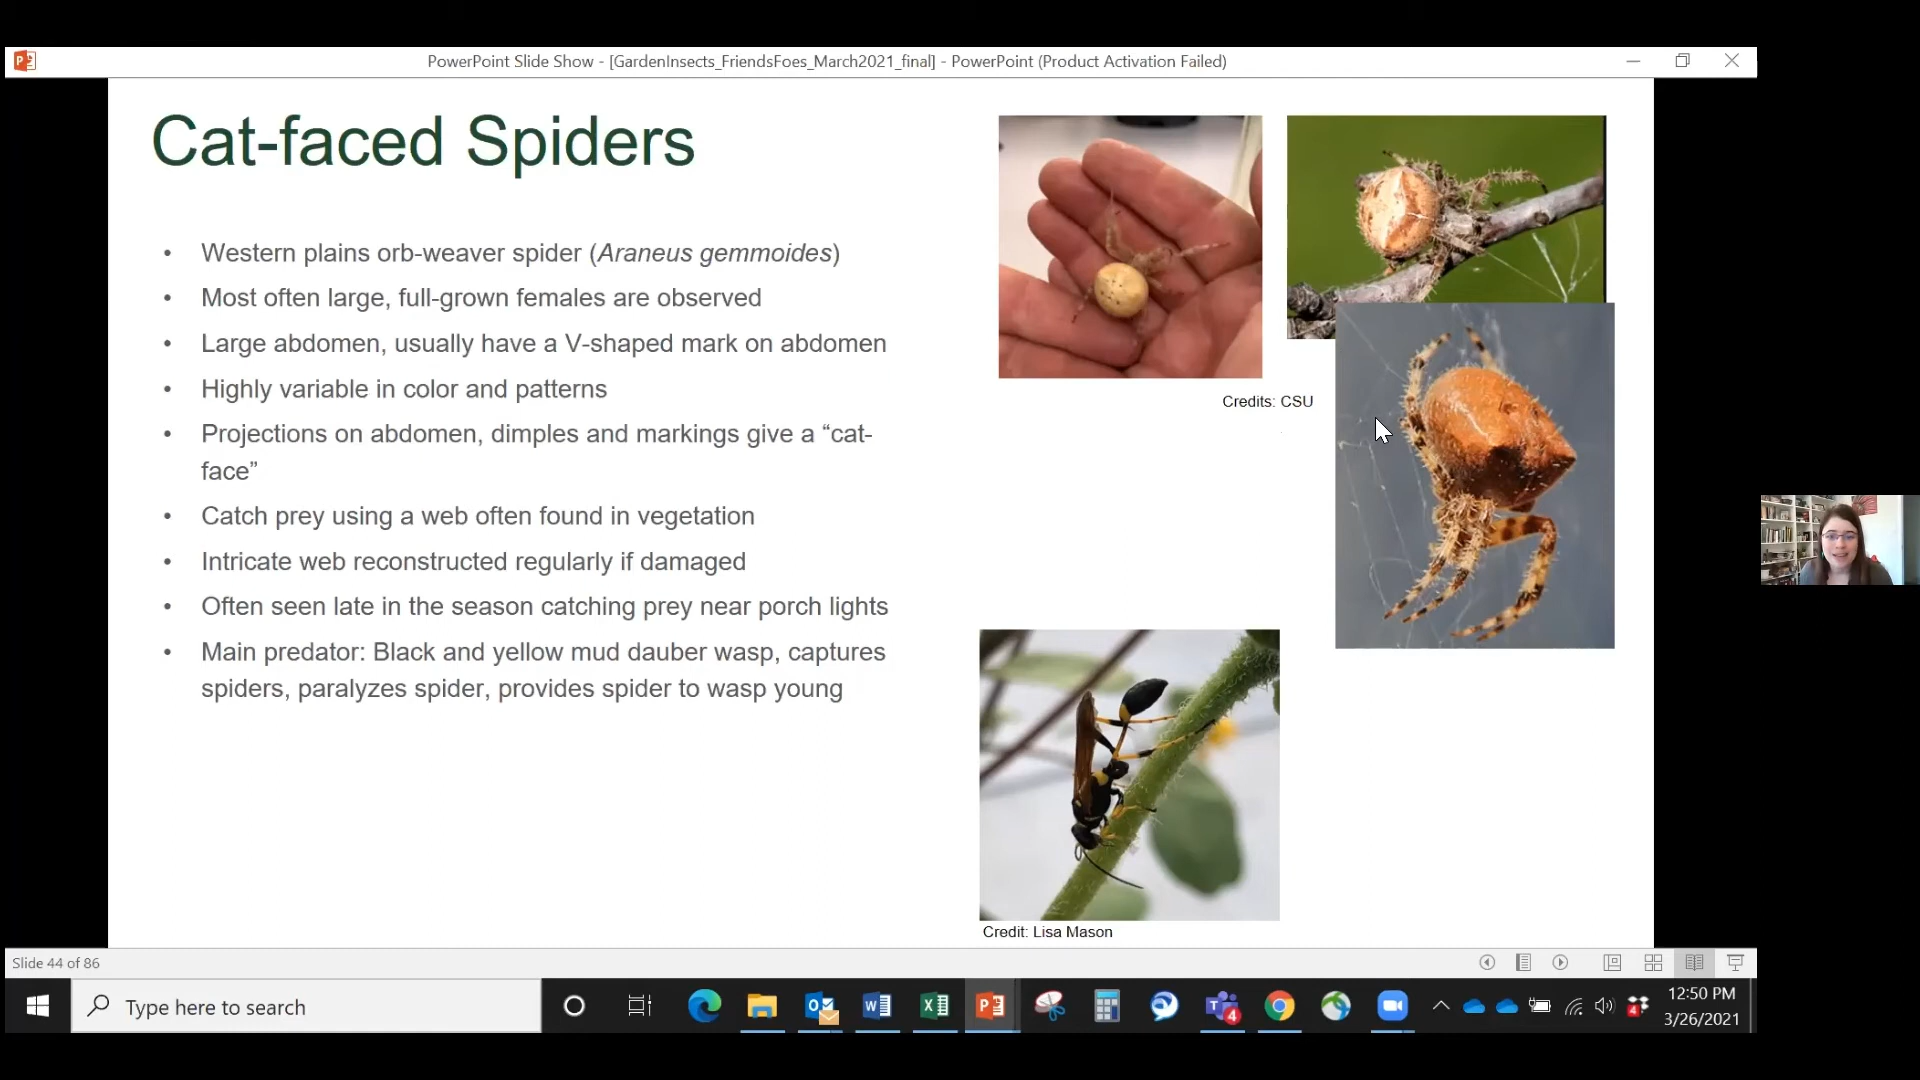 PowerPoint Slide Show - [GardenInsects_FriendsFoes_March2021_final] - PowerPoint (Product Activation Failed)
Cat-faced Spiders
• Western plains orb-weaver spider (Araneus gemmoides)
• Most often large, full-grown females are observed
• Large abdomen, usually have a V-shaped mark on abdomen
• Highly variable in color and patterns
• Projections on abdomen, dimples and markings give a “cat-
face”
• Catch prey using a web often found in vegetation
• Intricate web reconstructed regularly if damaged
• Often seen late in the season catching prey near porch lights
• Main predator: Black and yellow mud dauber wasp, captures
spiders, paralyzes spider, provides spider to wasp young
Credits: CSU
Credit: Lisa Mason
Slide 44 of 86
Type here to search
4
4
12:50 PM
3/26/2021